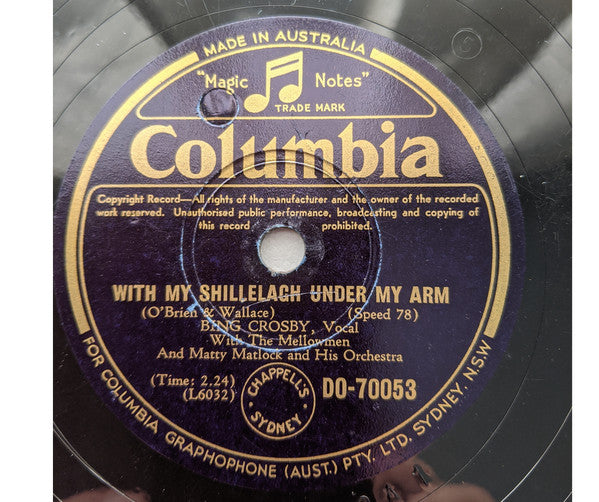 MADE IN AUSTRALIA
"Magic Notes"
TRADE MARK
Columbia
Copyright Record—All rights of the manufacturer and the owner of the recorded
work reserved. Unauthorised public performance, broadcasting and copying of
this record prohibited.
WITH MY SHILLELAGH UNDER MY ARM
(O'Brien & Wallace) (Speed 78)
BING CROSBY, Vocal
With The Mellowmen
And Matty Matlock and His Orchestra
(Time: 2.24)
(L6032)
CHAPPELL'S
SYDNEY
DO-70053
FOR COLUMBIA GRAPHOPHONE (AUST.) PTY. LTD. SYDNEY. N.S.W